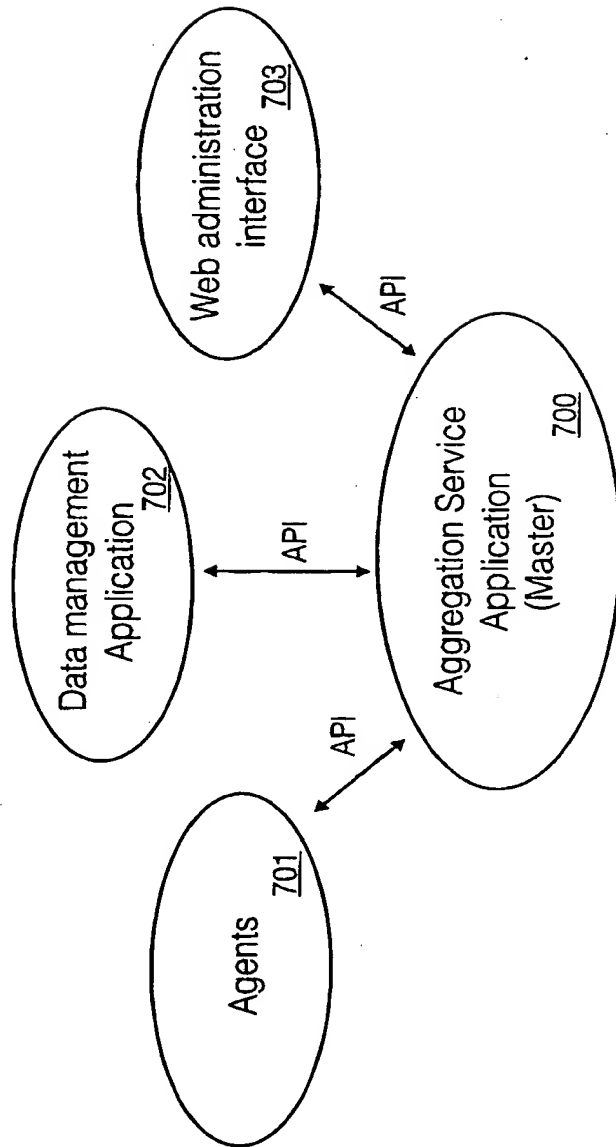 Data management
Application
702
Agents
701
Web administration
interface
703
API
API
API
Aggregation Service
Application
(Master)
700